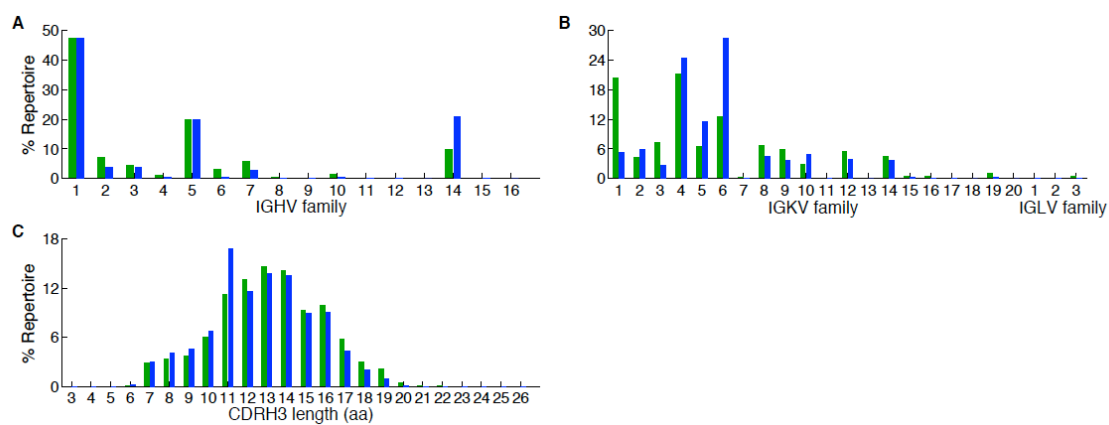 A
50
40
30
20
10
0
% Repertoire
1 2 3 4 5 6 7 8 9 10 11 12 13 14 15 16
IGHV family
B
30
24
18
12
6
0
1 2 3 4 5 6 7 8 9 10 11 12 13 14 15 16 17 18 19 20 1 2 3
IGKV family IGLV family
C
18
12
6
0
% Repertoire
3 4 5 6 7 8 9 10 11 12 13 14 15 16 17 18 19 20 21 22 23 24 25 26
CDRH3 length (aa)